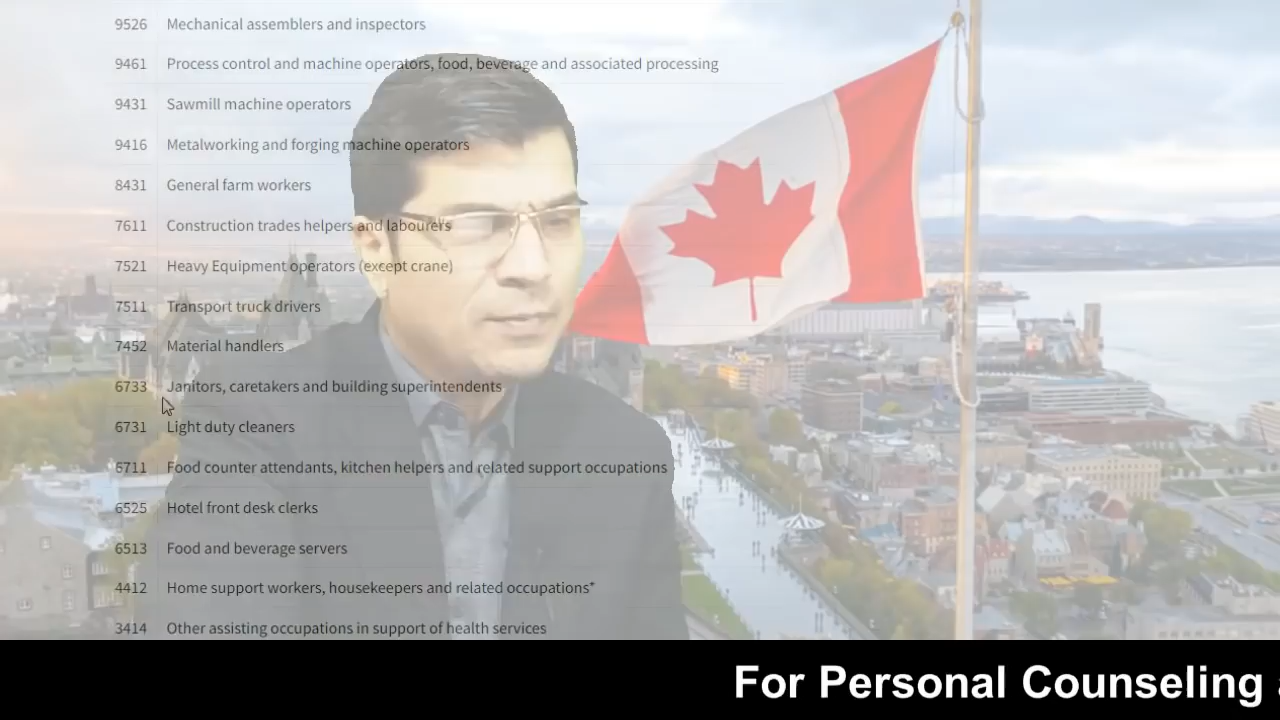 9526 Mechanical assemblers and inspectors
9461 Process control and machine operators, food, beverage and associated processing
9431 Sawmill machine operators
9416 Metalworking and forging machine operators
8431 General farm workers
7611 Construction trades helpers and labourers
7521 Heavy Equipment operators (except crane)
7511 Transport truck drivers
7452 Material handlers
6733 Janitors, caretakers and building superintendents
6731 Light duty cleaners
6711 Food counter attendants, kitchen helpers and related support occupations
6525 Hotel front desk clerks
6513 Food and beverage servers
4412 Home support workers, housekeepers and related occupations*
3414 Other assisting occupations in support of health services
For Personal Counseling